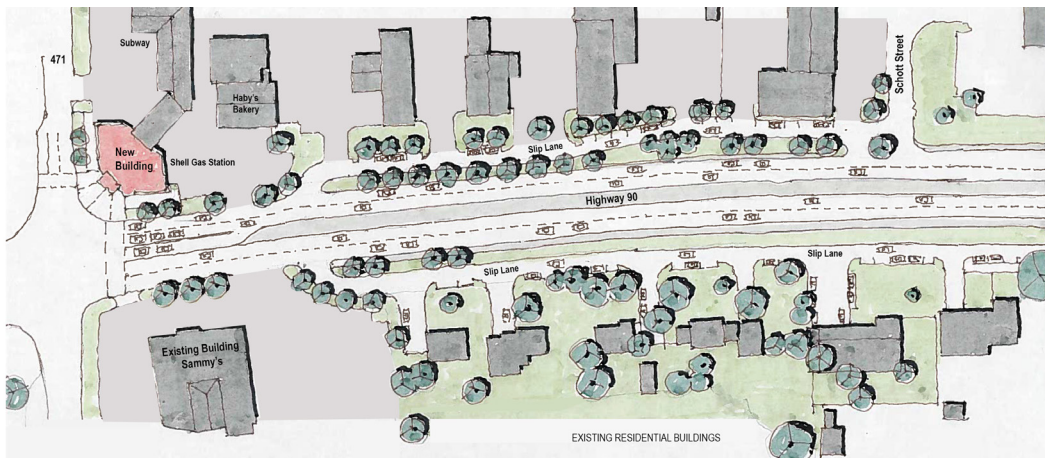 Subway
471
Schott Street
Haby's
Bakery
New
Building
Shell Gas Station
Slip Lane
Highway 90
Slip Lane
Slip Lane
Existing Building
Sammy's
EXISTING RESIDENTIAL BUILDINGS